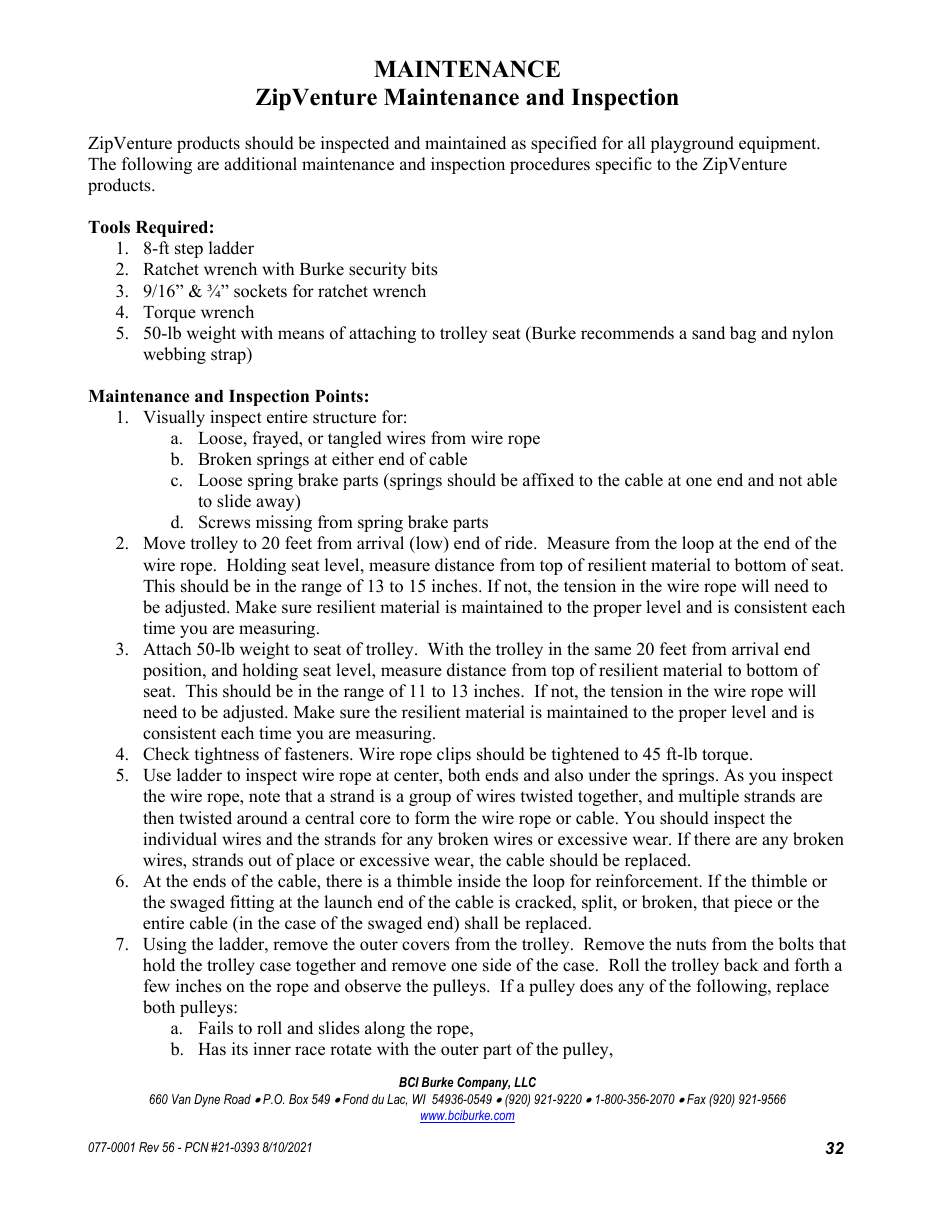 MAINTENANCE
ZipVenture Maintenance and Inspection
ZipVenture products should be inspected and maintained as specified for all playground equipment.
The following are additional maintenance and inspection procedures specific to the ZipVenture
products.
Tools Required:
1. 8-ft step ladder
2. Ratchet wrench with Burke security bits
3. 9/16” & ¾” sockets for ratchet wrench
4. Torque wrench
5. 50-lb weight with means of attaching to trolley seat (Burke recommends a sand bag and nylon
webbing strap)
Maintenance and Inspection Points:
1. Visually inspect entire structure for:
a. Loose, frayed, or tangled wires from wire rope
b. Broken springs at either end of cable
c. Loose spring brake parts (springs should be affixed to the cable at one end and not able
to slide away)
d. Screws missing from spring brake parts
2. Move trolley to 20 feet from arrival (low) end of ride. Measure from the loop at the end of the
wire rope. Holding seat level, measure distance from top of resilient material to bottom of seat.
This should be in the range of 13 to 15 inches. If not, the tension in the wire rope will need to
be adjusted. Make sure resilient material is maintained to the proper level and is consistent each
time you are measuring.
3. Attach 50-lb weight to seat of trolley. With the trolley in the same 20 feet from arrival end
position, and holding seat level, measure distance from top of resilient material to bottom of
seat. This should be in the range of 11 to 13 inches. If not, the tension in the wire rope will
need to be adjusted. Make sure the resilient material is maintained to the proper level and is
consistent each time you are measuring.
4. Check tightness of fasteners. Wire rope clips should be tightened to 45 ft-lb torque.
5. Use ladder to inspect wire rope at center, both ends and also under the springs. As you inspect
the wire rope, note that a strand is a group of wires twisted together, and multiple strands are
then twisted around a central core to form the wire rope or cable. You should inspect the
individual wires and the strands for any broken wires or excessive wear. If there are any broken
wires, strands out of place or excessive wear, the cable should be replaced.
6. At the ends of the cable, there is a thimble inside the loop for reinforcement. If the thimble or
the swaged fitting at the launch end of the cable is cracked, split, or broken, that piece or the
entire cable (in the case of the swaged end) shall be replaced.
7. Using the ladder, remove the outer covers from the trolley. Remove the nuts from the bolts that
hold the trolley case together and remove one side of the case. Roll the trolley back and forth a
few inches on the rope and observe the pulleys. If a pulley does any of the following, replace
both pulleys:
a. Fails to roll and slides along the rope,
b. Has its inner race rotate with the outer part of the pulley,
BCI Burke Company, LLC
660 Van Dyne Road • P.O. Box 549 • Fond du Lac, WI 54936-0549 • (920) 921-9220 • 1-800-356-2070 • Fax (920) 921-9566
www.bciburke.com
077-0001 Rev 56 - PCN #21-0393 8/10/2021 32